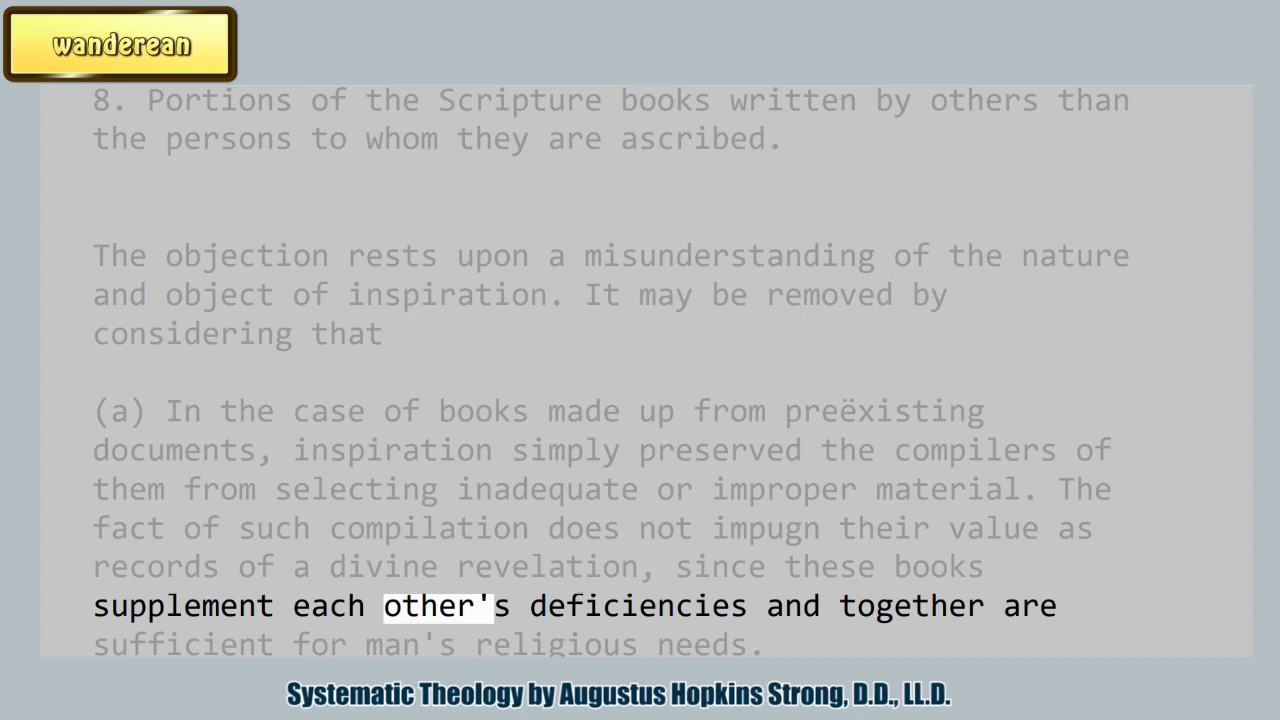 wanderean
8. Portions of the Scripture books written by others than
the persons to whom they are ascribed.
The objection rests upon a misunderstanding of the nature
and object of inspiration. It may be removed by
considering that
(a) In the case of books made up from preëxisting
documents, inspiration simply preserved the compilers of
them from selecting inadequate or improper material. The
fact of such compilation does not impugn their value as
records of a divine revelation, since these books
supplement each other's deficiencies and together are
sufficient for man's religious needs.
Systematic Theology by Augustus Hopkins Strong, D.D., LL.D.